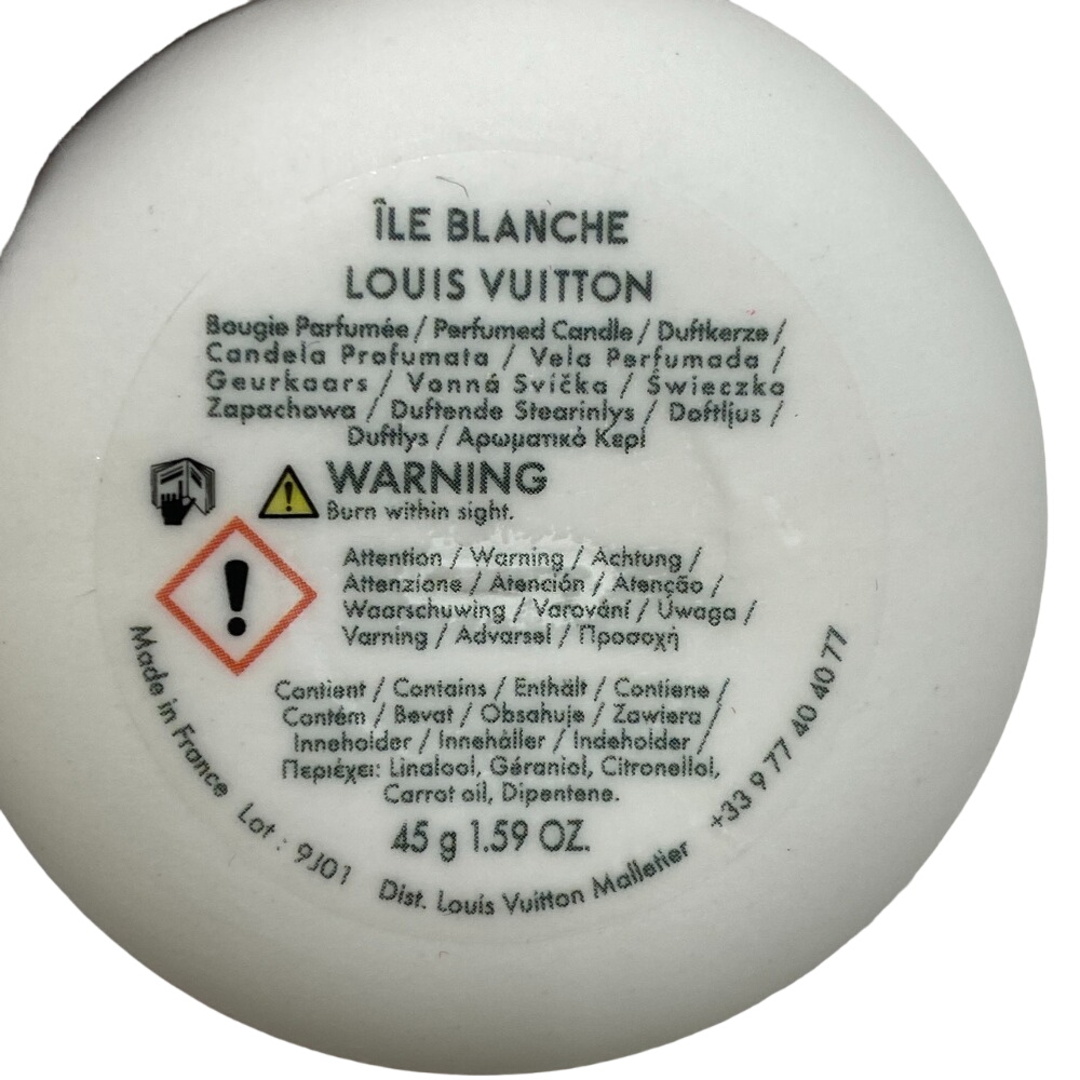 ÎLE BLANCHE
LOUIS VUITTON
Bougie Parfumée / Perfumed Candle / Duftkerze /
Candela Profumata / Vela Perfumada /
Geurkaars / Vonná Svíčka / Świeczka
Zapachowa / Duftende Stearinlys / Doftljus /
Duftlys / Αρωματικό Κερί
WARNING
Burn within sight.
Attention / Warning / Achtung /
Attenzione / Atención / Atenção /
Waarschuwing / Varování / Uwaga /
Varning / Advarsel / Προσοχή
Contient / Contains / Enthält / Contiene /
Contém / Bevat / Obsahuje / Zawiera /
Inneholder / Innehåller / Indeholder /
Περιέχει: Linalool, Géraniol, Citronellol,
Carrot oil, Dipentene.
45 g 1.59 OZ.
Made in France Lot : 9J01 Dist. Louis Vuitton Malletier +33 9 77 40 40 77